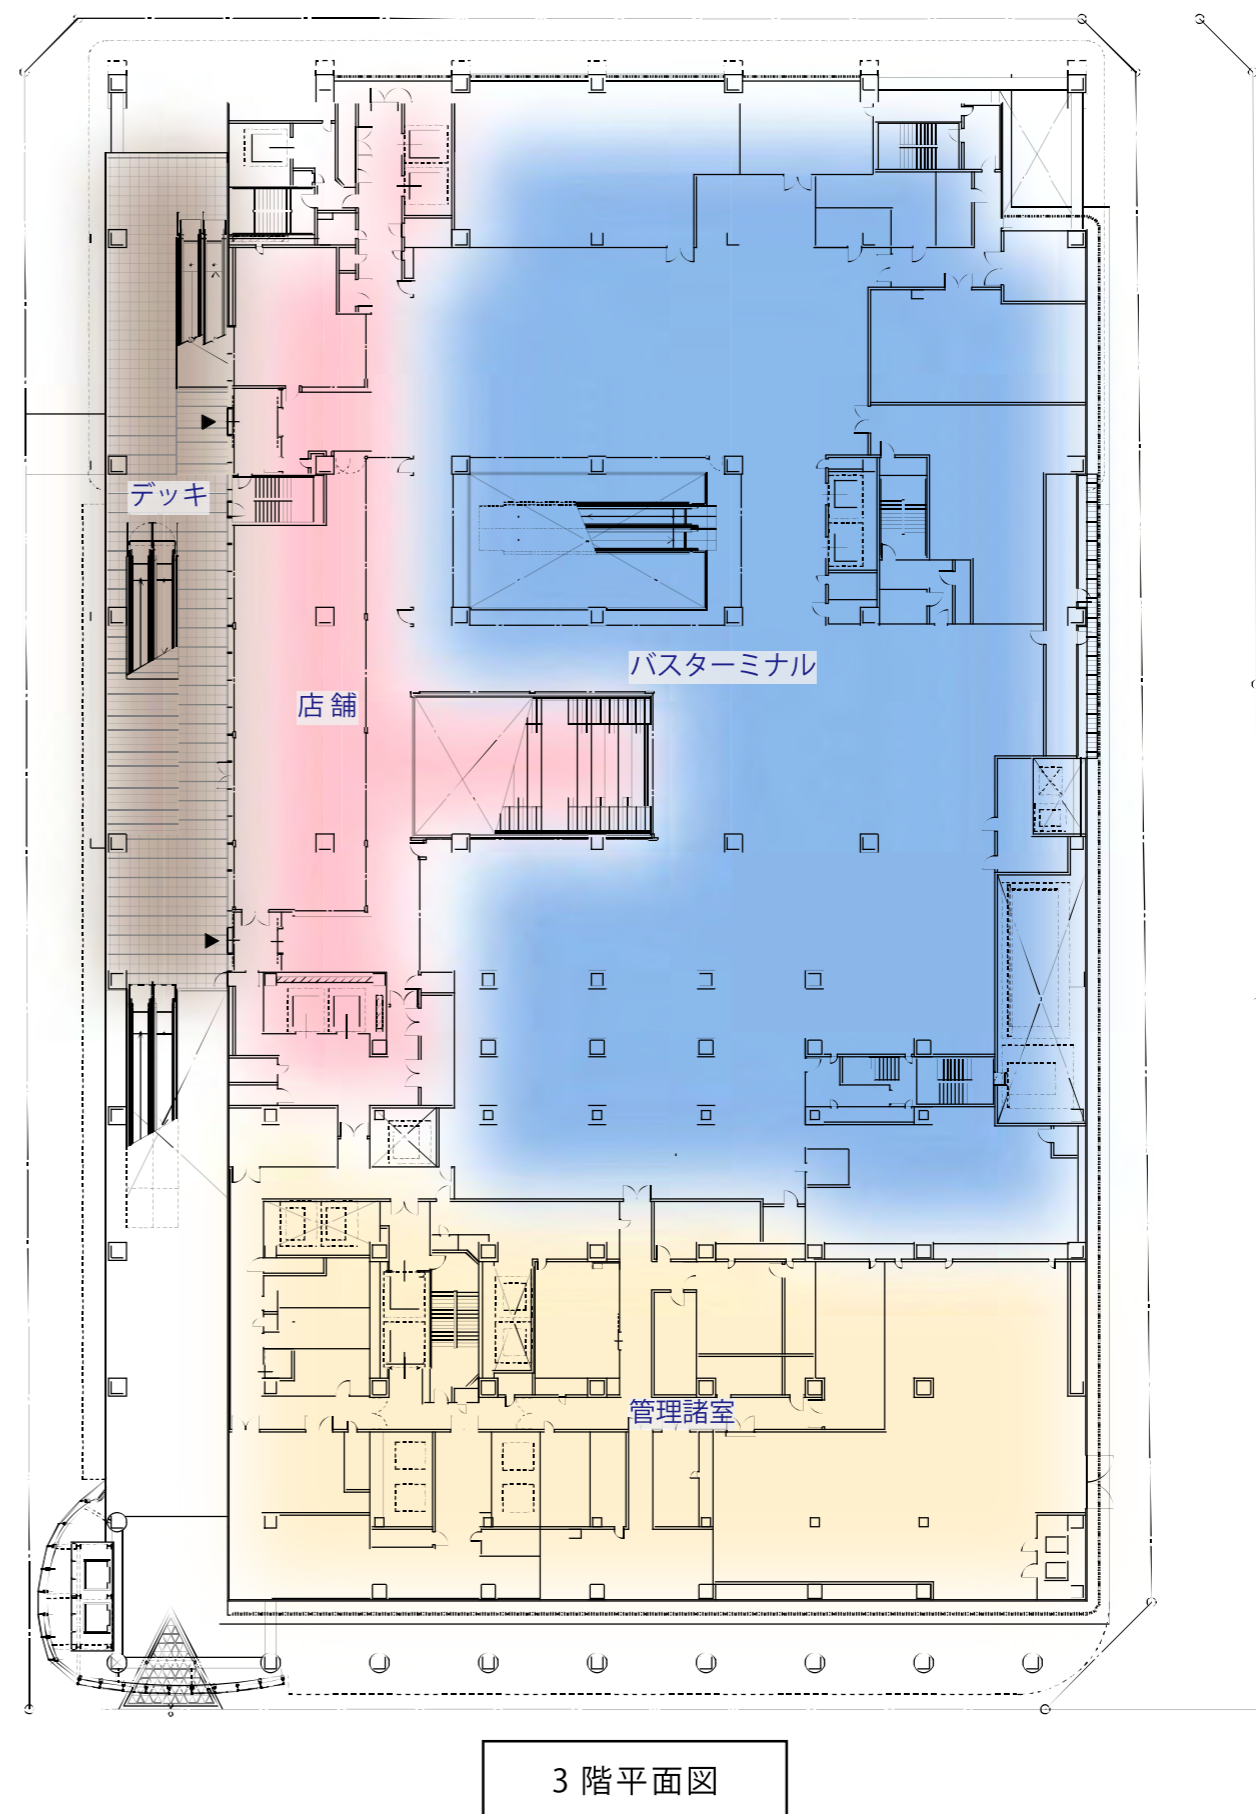 デッキ
バスターミナル
店舗
管理諸室
3階平面図